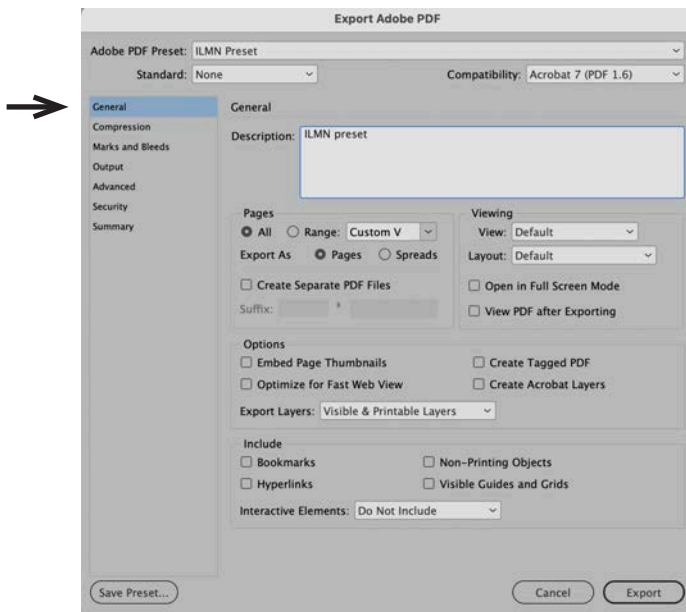 Export Adobe PDF
Adobe PDF Preset: ILMN Preset
Standard: None Compatibility: Acrobat 7 (PDF 1.6)
General
Compression
Marks and Bleeds
Output
Advanced
Security
Summary
General
Description: ILMN preset
Pages
All Range: Custom V
Export As Pages Spreads
Create Separate PDF Files
Suffix:
Viewing
View: Default
Layout: Default
Open in Full Screen Mode
View PDF after Exporting
Options
Embed Page Thumbnails Create Tagged PDF
Optimize for Fast Web View Create Acrobat Layers
Export Layers: Visible & Printable Layers
Include
Bookmarks Non-Printing Objects
Hyperlinks Visible Guides and Grids
Interactive Elements: Do Not Include
Save Preset... Cancel Export